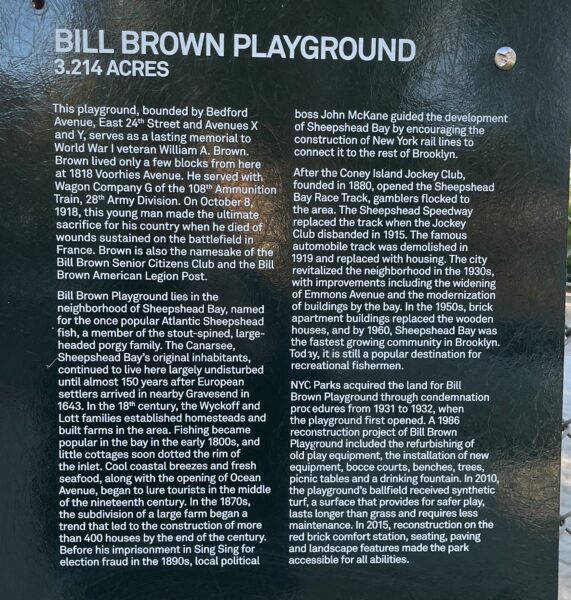 BILL BROWN PLAYGROUND
3.214 ACRES
This playground, bounded by Bedford
Avenue, East 24th Street and Avenues X
and Y, serves as a lasting memorial to
World War I veteran William A. Brown.
Brown lived only a few blocks from here
at 1818 Voorhies Avenue. He served with
Wagon Company G of the 108th Ammunition
Train, 28th Army Division. On October 8,
1918, this young man made the ultimate
sacrifice for his country when he died of
wounds sustained on the battlefield in
France. Brown is also the namesake of the
Bill Brown Senior Citizens Club and the Bill
Brown American Legion Post.
Bill Brown Playground lies in the
neighborhood of Sheepshead Bay, named
for the once popular Atlantic Sheepshead
fish, a member of the stout-spined, large-
headed porgy family. The Canarsee,
Sheepshead Bay's original inhabitants,
continued to live here largely undisturbed
until almost 150 years after European
settlers arrived in nearby Gravesend in
1643. In the 18th century, the Wyckoff and
Lott families established homesteads and
built farms in the area. Fishing became
popular in the bay in the early 1800s, and
little cottages soon dotted the rim of
the inlet. Cool coastal breezes and fresh
seafood, along with the opening of Ocean
Avenue, began to lure tourists in the middle
of the nineteenth century. In the 1870s,
the subdivision of a large farm began a
trend that led to the construction of more
than 400 houses by the end of the century.
Before his imprisonment in Sing Sing for
election fraud in the 1890s, local political
boss John McKane guided the development
of Sheepshead Bay by encouraging the
construction of New York rail lines to
connect it to the rest of Brooklyn.
After the Coney Island Jockey Club,
founded in 1880, opened the Sheepshead
Bay Race Track, gamblers flocked to
the area. The Sheepshead Speedway
replaced the track when the Jockey
Club disbanded in 1915. The famous
automobile track was demolished in
1919 and replaced with housing. The city
revitalized the neighborhood in the 1930s,
with improvements including the widening
of Emmons Avenue and the modernization
of buildings by the bay. In the 1950s, brick
apartment buildings replaced the wooden
houses, and by 1960, Sheepshead Bay was
the fastest growing community in Brooklyn.
Today, it is still a popular destination for
recreational fishermen.
NYC Parks acquired the land for Bill
Brown Playground through condemnation
procedures from 1931 to 1932, when
the playground first opened. A 1986
reconstruction project of Bill Brown
Playground included the refurbishing of
old play equipment, the installation of new
equipment, bocce courts, benches, trees,
picnic tables and a drinking fountain. In 2010,
the playground's ballfield received synthetic
turf, a surface that provides for safer play,
lasts longer than grass and requires less
maintenance. In 2015, reconstruction on the
red brick comfort station, seating, paving
and landscape features made the park
accessible for all abilities.